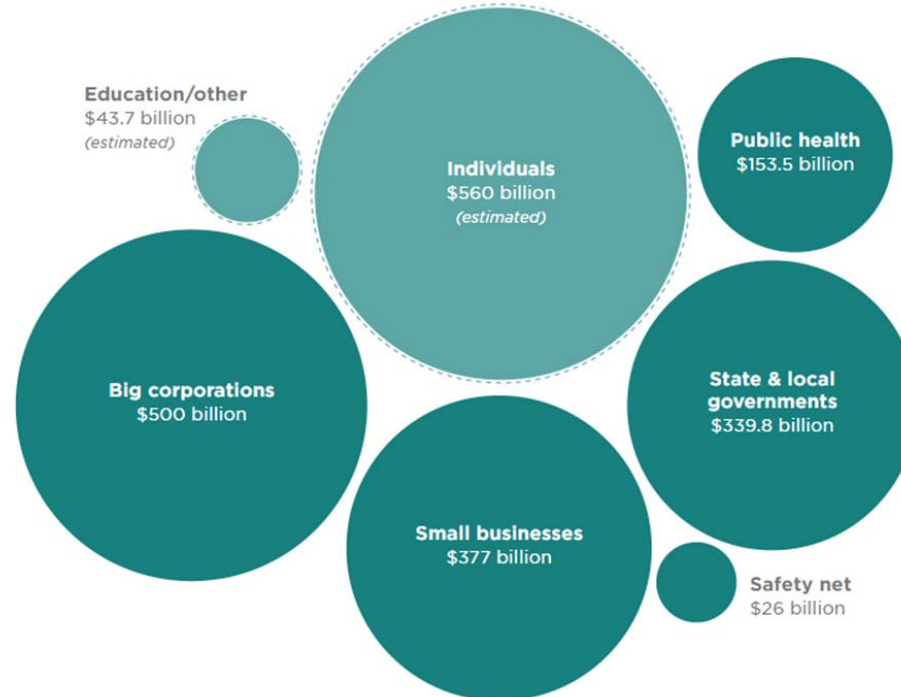 Education/other
$43.7 billion
(estimated)
Individuals
$560 billion
(estimated)
Public health
$153.5 billion
Big corporations
$500 billion
State & local
governments
$339.8 billion
Small businesses
$377 billion
Safety net
$26 billion